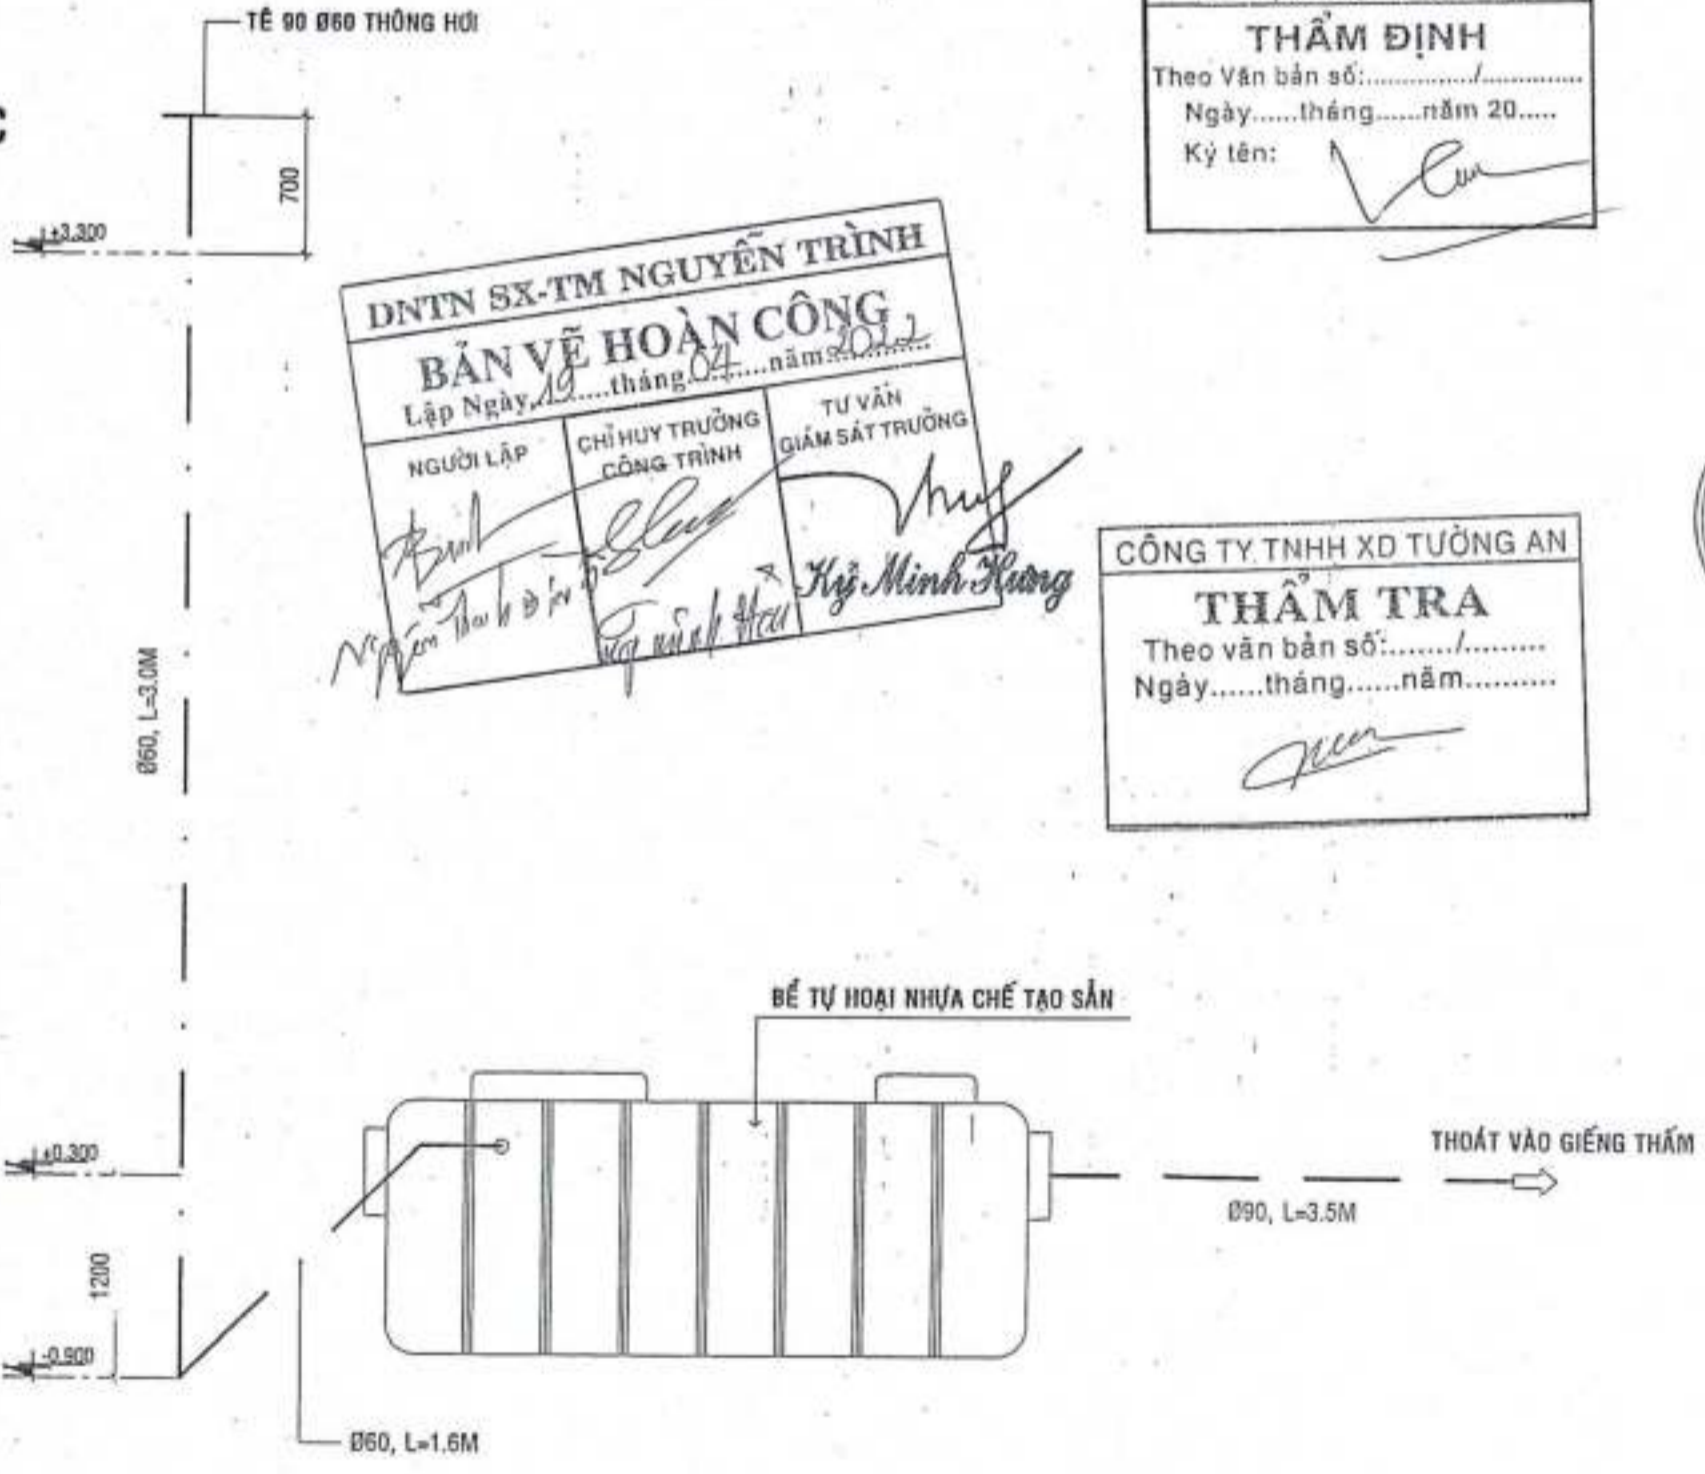 TÊ 90 Ø60 THÔNG HƠI
700
+3.300
THẨM ĐỊNH
Theo Văn bản số:............../..............
Ngày......tháng......năm 20.....
Ký tên:
DNTN SX-TM NGUYỄN TRÌNH
BẢN VẼ HOÀN CÔNG
Lập Ngày, 19 ......tháng 04 ......năm 2022
NGƯỜI LẬP
CHỈ HUY TRƯỞNG
CÔNG TRÌNH
TƯ VẤN
GIÁM SÁT TRƯỞNG
Kỳ Minh Hưng
CÔNG TY TNHH XD TƯỜNG AN
THẨM TRA
Theo văn bản số:......./.........
Ngày......tháng......năm..........
Ø60, L=3.0M
BỂ TỰ HOẠI NHỰA CHẾ TẠO SẴN
+0.300
THOÁT VÀO GIẾNG THẤM
Ø90, L=3.5M
1200
-0.900
Ø60, L=1.6M